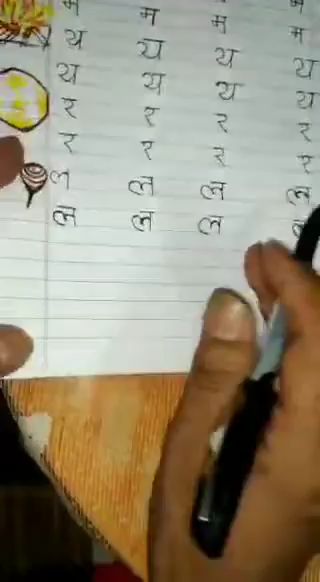 म म म म
य य य य
य य य य
र र र र
र र र र
ल ल ल ल
ल ल ल